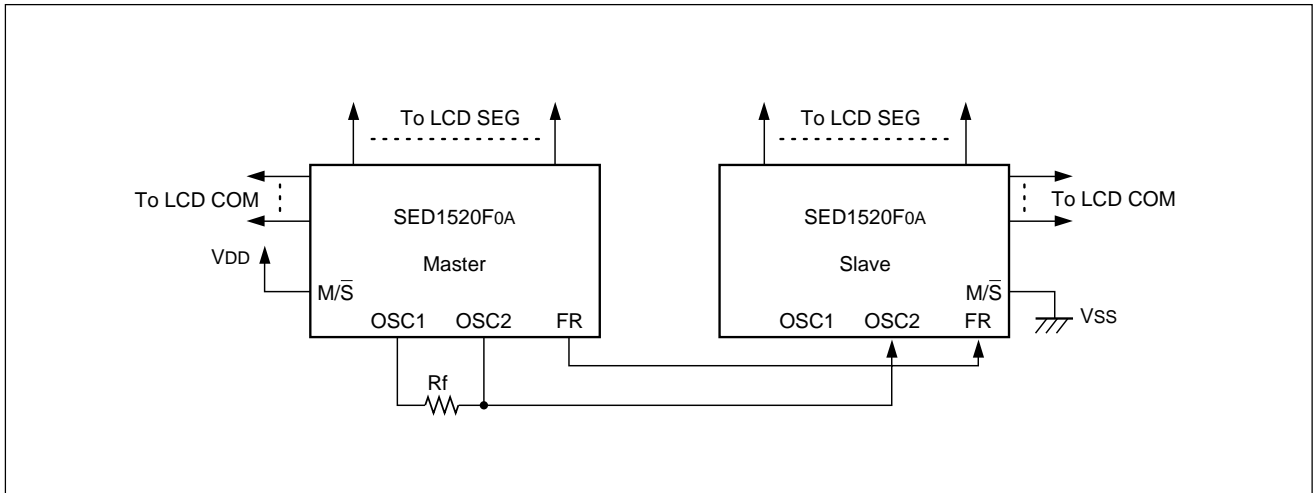 To LCD SEG
To LCD SEG
To LCD COM
SED1520F0A
SED1520F0A
To LCD COM
VDD
Master
Slave
M/S̅
M/S̅
VSS
OSC1 OSC2 FR
OSC1 OSC2 FR
Rf